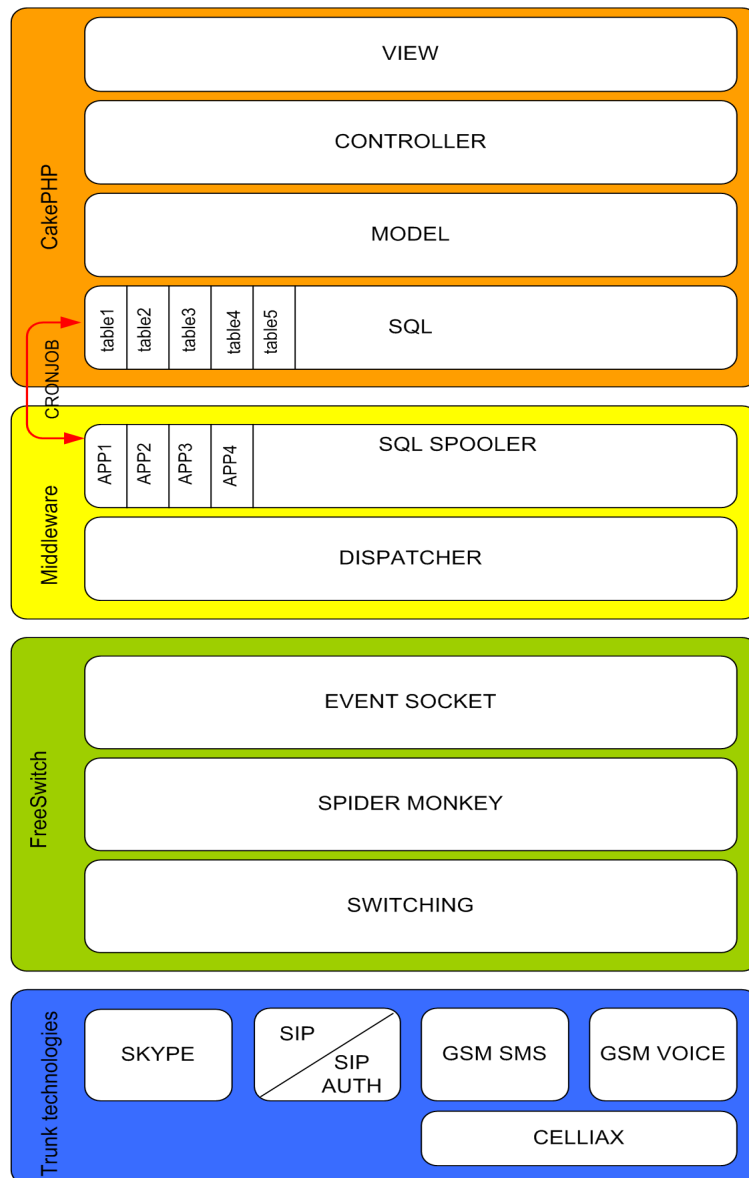 CakePHP
VIEW
CONTROLLER
MODEL
table1
table2
table3
table4
table5
SQL
CRONJOB
Middleware
APP1
APP2
APP3
APP4
SQL SPOOLER
DISPATCHER
FreeSwitch
EVENT SOCKET
SPIDER MONKEY
SWITCHING
Trunk technologies
SKYPE
SIP
SIP
AUTH
GSM SMS
GSM VOICE
CELLIAX